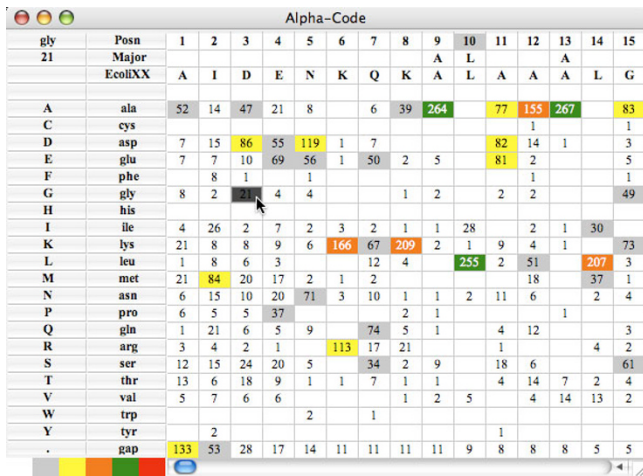 Alpha-Code
gly Posn 1 2 3 4 5 6 7 8 9 10 11 12 13 14 15
21 Major A L A
EcoliXX A I D E N K Q K A L A A A L G
A ala 52 14 47 21 8 6 39 264 77 155 267 83
C cys 1 1
D asp 7 15 86 55 119 1 7 82 14 1 3
E glu 7 7 10 69 56 1 50 2 5 81 2 5
F phe 8 1 1 1 1
G gly 8 2 21 4 4 1 2 2 2 49
H his
I ile 4 26 2 7 2 3 2 1 1 28 2 1 30
K lys 21 8 8 9 6 166 67 209 2 1 9 4 1 73
L leu 1 8 6 3 12 4 255 2 51 207 3
M met 21 84 20 17 2 1 2 18 37 1
N asn 6 15 10 20 71 3 10 1 1 2 11 6 2 4
P pro 6 5 5 37 2 1 1
Q gln 1 21 6 5 9 74 5 1 4 12 3
R arg 3 4 2 1 113 17 21 1 4 2
S ser 12 15 24 20 5 34 2 9 18 6 61
T thr 13 6 18 9 1 1 7 1 1 4 14 7 2 4
V val 5 7 6 6 1 2 5 4 14 13 2
W trp 2 1
Y tyr 2 1
. gap 133 53 28 17 14 11 11 11 11 9 8 8 8 5 5